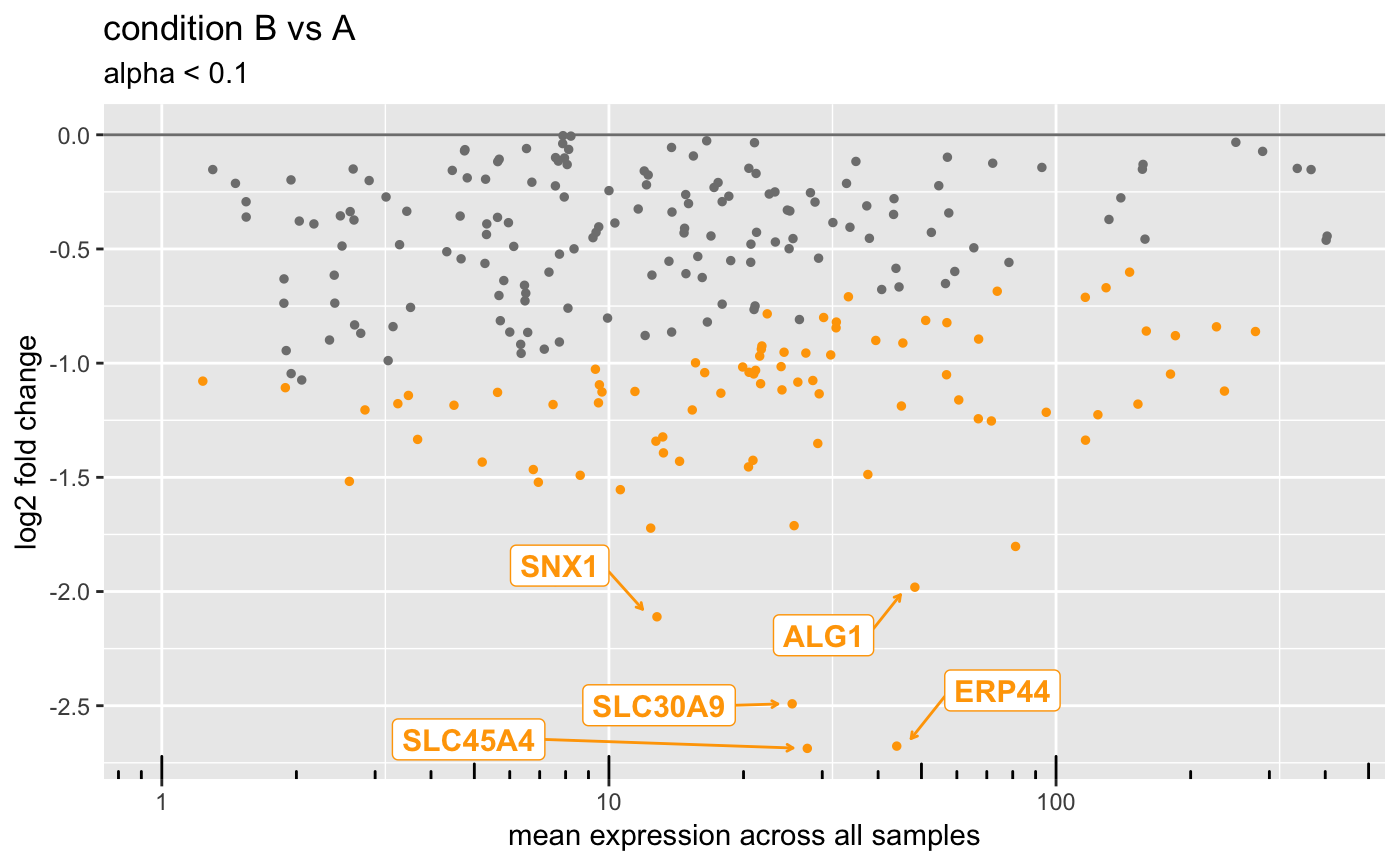 condition B vs A
alpha < 0.1
log2 fold change
0.0
-0.5
-1.0
-1.5
-2.0
-2.5
SNX1
ALG1
ERP44
SLC30A9
SLC45A4
1 10 100
mean expression across all samples